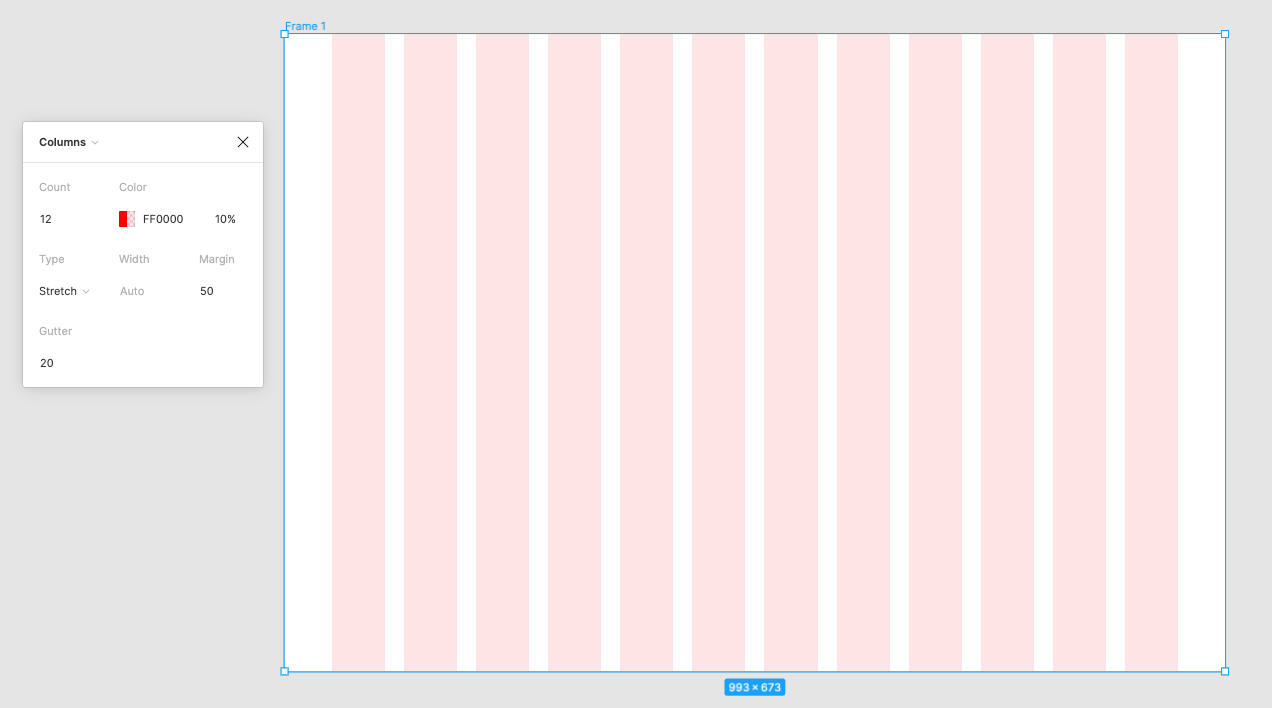 Frame 1
Columns
Count Color
12 FF0000 10%
Type Width Margin
Stretch Auto 50
Gutter
20
993 × 673